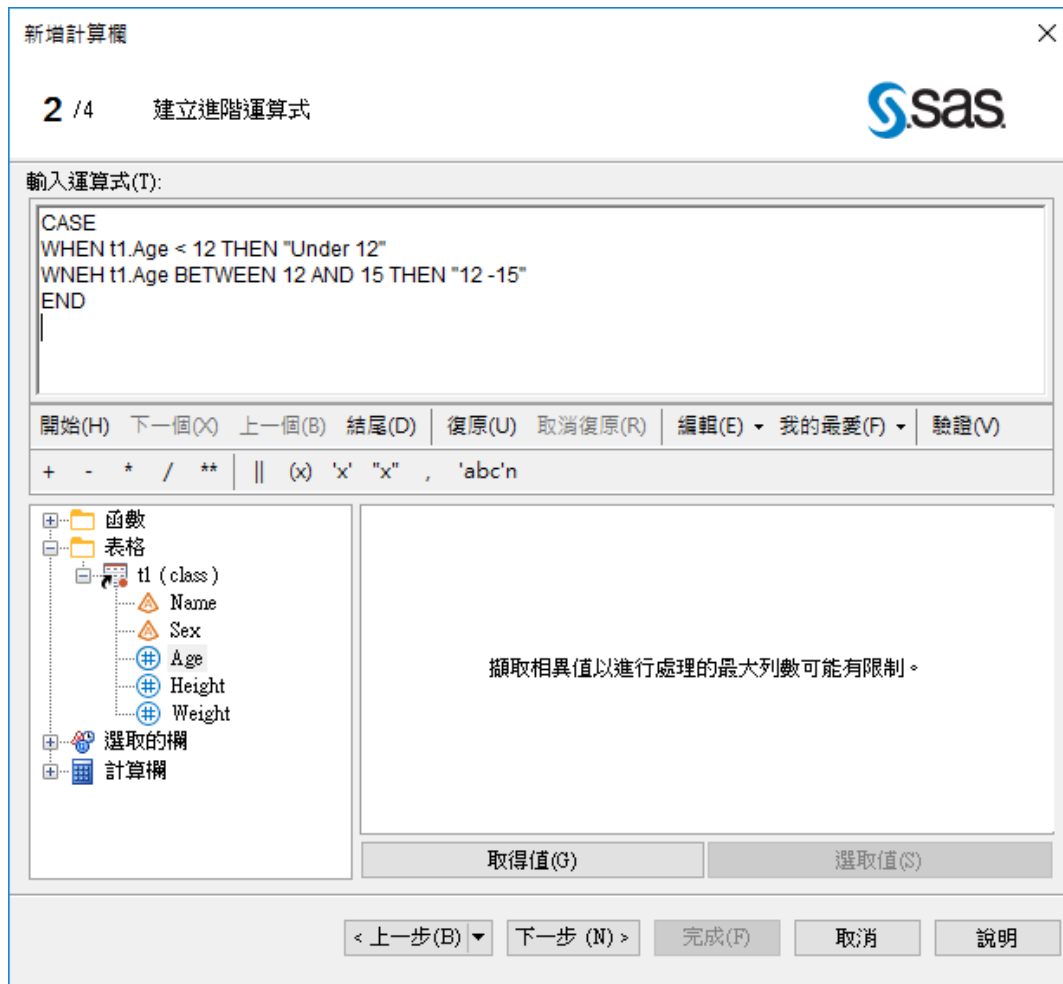 新增計算欄
2 /4 建立進階運算式
sas
輸入運算式(T):
CASE
WHEN t1.Age < 12 THEN "Under 12"
WNEH t1.Age BETWEEN 12 AND 15 THEN "12 -15"
END
開始(H) 下一個(X) 上一個(B) 結尾(D) 復原(U) 取消復原(R) 編輯(E) 我的最愛(F) 驗證(V)
+ - * / ** || (x) 'x' "x" , 'abc'n
函數
表格
t1 (class)
Name
Sex
Age
Height
Weight
選取的欄
計算欄
擷取相異值以進行處理的最大列數可能有限制。
取得值(G) 選取值(S)
< 上一步(B) 下一步 (N) > 完成(F) 取消 說明